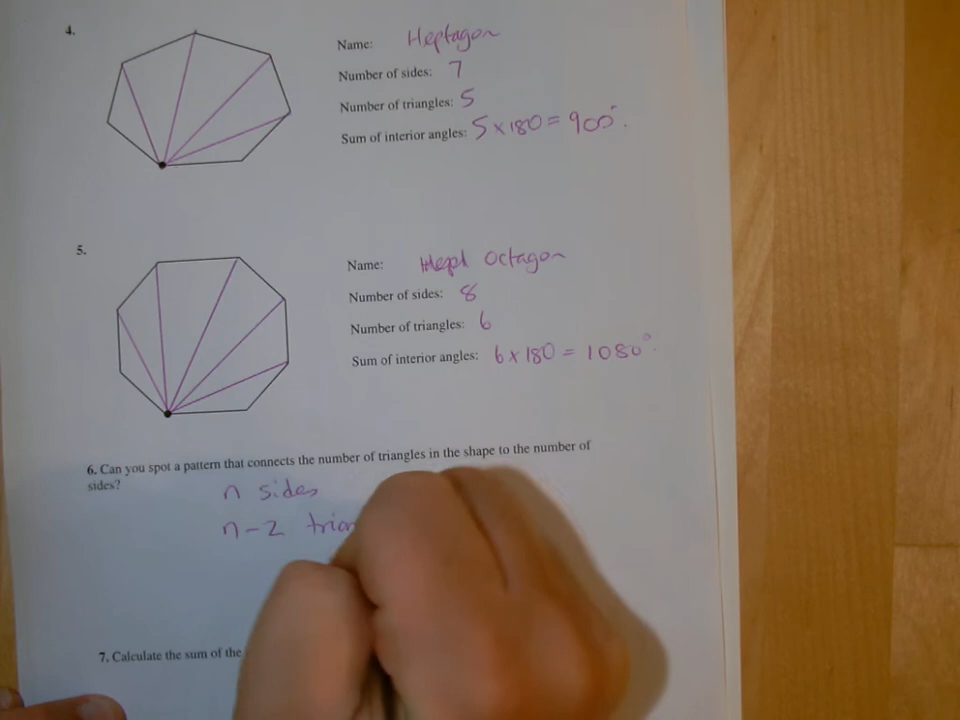 4.
Name: Heptagon
Number of sides: 7
Number of triangles: 5
Sum of interior angles: 5 × 180 = 900°.
5.
Name: Octagon
Number of sides: 8
Number of triangles: 6
Sum of interior angles: 6 × 180 = 1080°.
6. Can you spot a pattern that connects the number of triangles in the shape to the number of
sides?
n sides
n - 2 trian
7. Calculate the sum of the